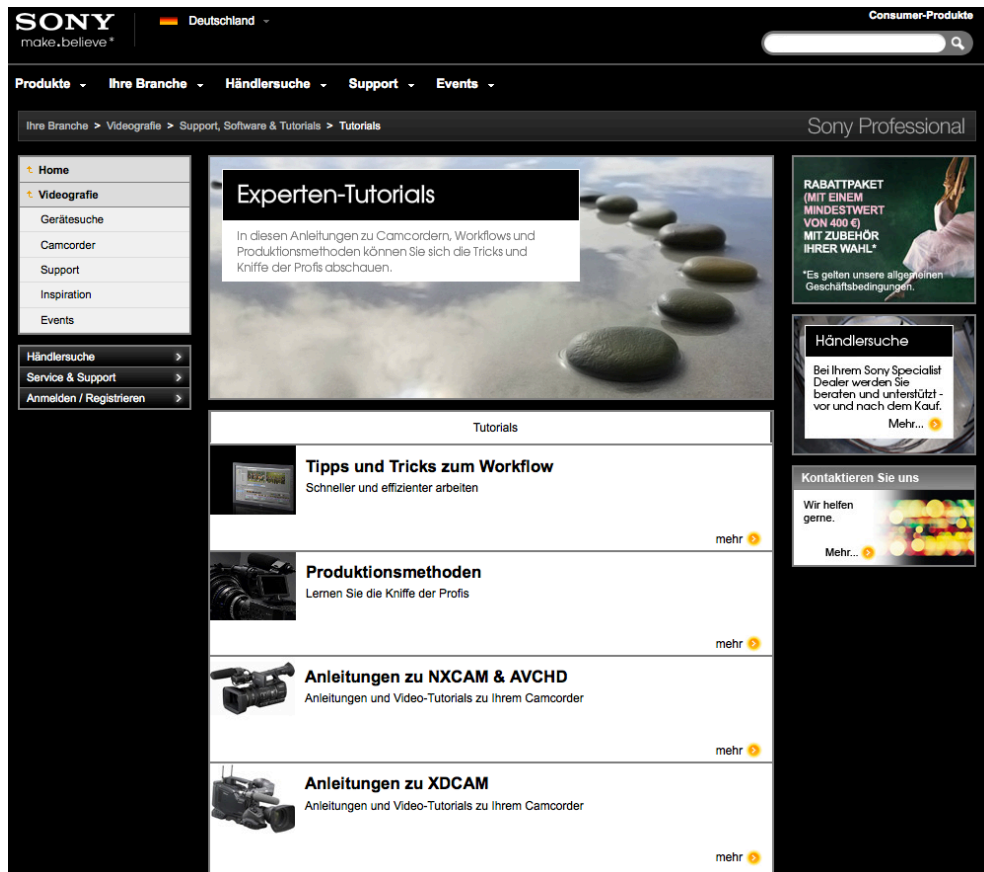 SONY
make.believe*
Deutschland
Consumer-Produkte
Produkte
Ihre Branche
Händlersuche
Support
Events
Ihre Branche > Videografie > Support, Software & Tutorials > Tutorials
Sony Professional
Home
Videografie
Gerätesuche
Camcorder
Support
Inspiration
Events
Händlersuche
Service & Support
Anmelden / Registrieren
Experten-Tutorials
In diesen Anleitungen zu Camcordern, Workflows und
Produktionsmethoden können Sie sich die Tricks und
Kniffe der Profis abschauen.
Tutorials
Tipps und Tricks zum Workflow
Schneller und effizienter arbeiten
mehr
Produktionsmethoden
Lernen Sie die Kniffe der Profis
mehr
Anleitungen zu NXCAM & AVCHD
Anleitungen und Video-Tutorials zu Ihrem Camcorder
mehr
Anleitungen zu XDCAM
Anleitungen und Video-Tutorials zu Ihrem Camcorder
mehr
RABATTPAKET
(MIT EINEM
MINDESTWERT
VON 400 €)
MIT ZUBEHÖR
IHRER WAHL*
*Es gelten unsere allgemeinen
Geschäftsbedingungen.
Händlersuche
Bei Ihrem Sony Specialist
Dealer werden Sie
beraten und unterstützt -
vor und nach dem Kauf.
Mehr...
Kontaktieren Sie uns
Wir helfen
gerne.
Mehr...